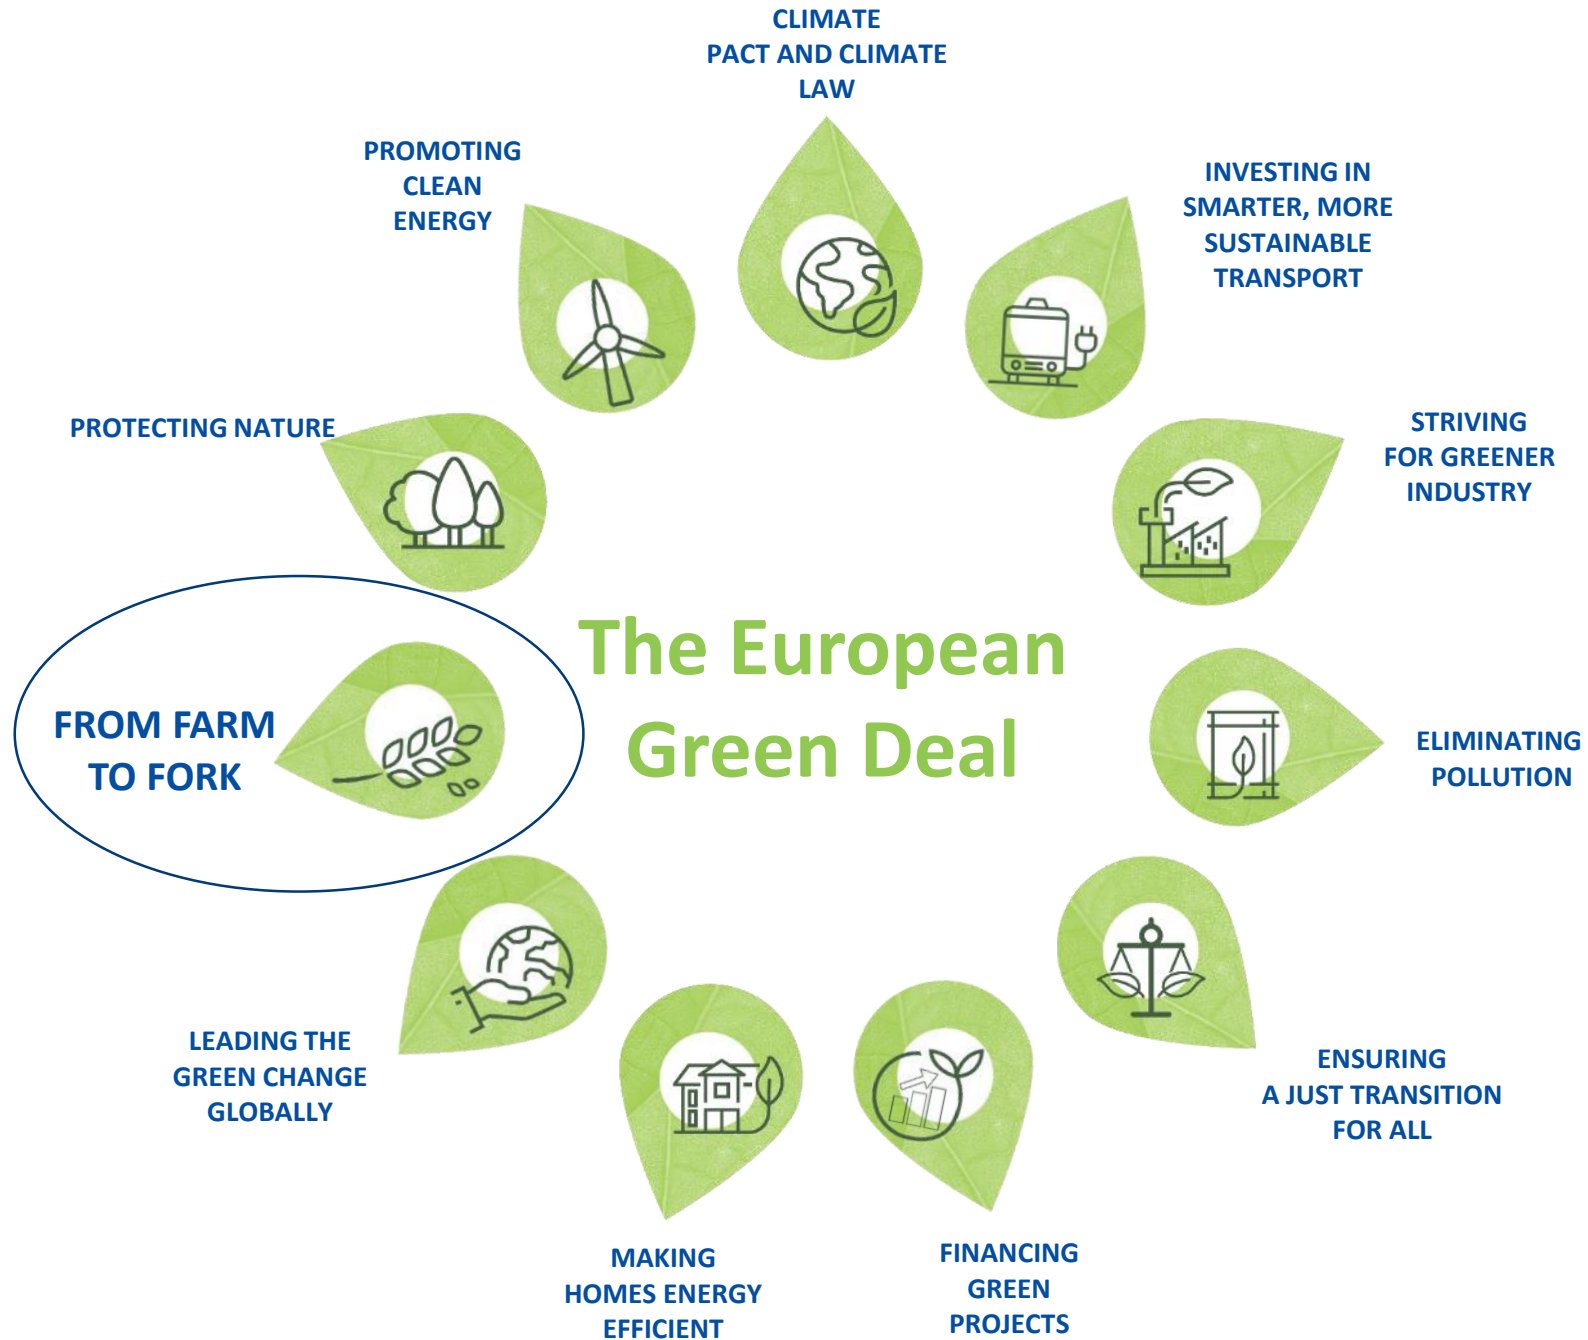 CLIMATE
PACT AND CLIMATE
LAW
PROMOTING
CLEAN
ENERGY
INVESTING IN
SMARTER, MORE
SUSTAINABLE
TRANSPORT
PROTECTING NATURE
STRIVING
FOR GREENER
INDUSTRY
The European
Green Deal
FROM FARM
TO FORK
ELIMINATING
POLLUTION
LEADING THE
GREEN CHANGE
GLOBALLY
ENSURING
A JUST TRANSITION
FOR ALL
MAKING
HOMES ENERGY
EFFICIENT
FINANCING
GREEN
PROJECTS